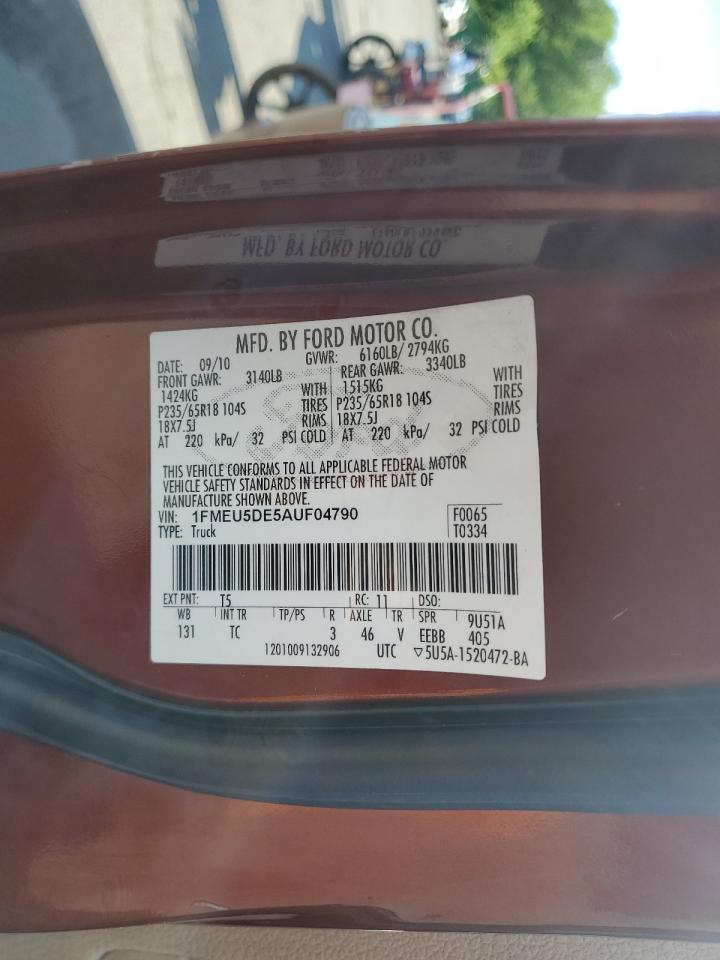 MFD. BY FORD MOTOR CO.
DATE: 09/10 GVWR: 6160LB/ 2794KG
FRONT GAWR: 3140LB REAR GAWR: 3340LB
1424KG WITH 1515KG WITH
P235/65R18 104S TIRES P235/65R18 104S TIRES
18X7.5J RIMS 18X7.5J RIMS
AT 220 kPa/ 32 PSI COLD AT 220 kPa/ 32 PSI COLD
THIS VEHICLE CONFORMS TO ALL APPLICABLE FEDERAL MOTOR
VEHICLE SAFETY STANDARDS IN EFFECT ON THE DATE OF
MANUFACTURE SHOWN ABOVE.
VIN: 1FMEU5DE5AUF04790 F0065
TYPE: Truck T0334
EXT PNT: T5 RC: 11 DSO:
WB INT TR TP/PS R AXLE TR SPR 9U51A
131 TC 3 46 V EEBB 405
1201009132906 UTC ▽5U5A-1520472-BA